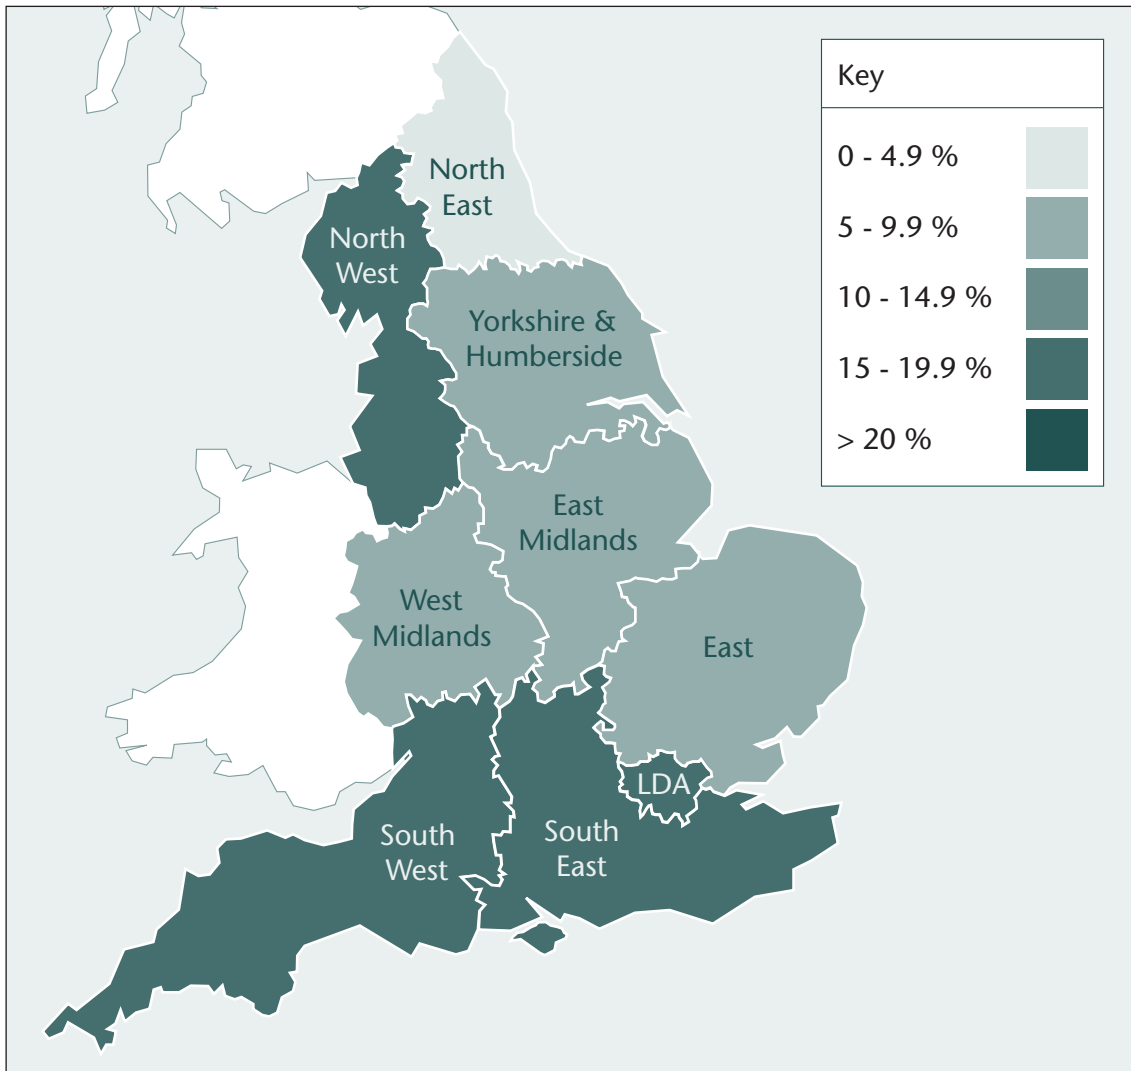 Key
0 - 4.9 %
5 - 9.9 %
10 - 14.9 %
15 - 19.9 %
> 20 %
North
East
North
West
Yorkshire &
Humberside
East
Midlands
West
Midlands
East
LDA
South
West
South
East